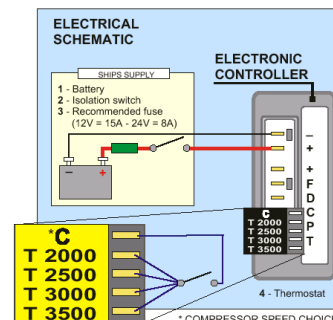 ELECTRICAL
SCHEMATIC
ELECTRONIC
CONTROLLER
SHIPS SUPPLY
1 - Battery
2 - Isolation switch
3 - Recommended fuse
(12V = 15A - 24V = 8A)
- +
–
+
+
F
D
C
P
T
C
T 2000
T 2500
T 3000
T 3500
*C
T 2000
T 2500
T 3000
T 3500
4 - Thermostat
* COMPRESSOR SPEED CHOICE